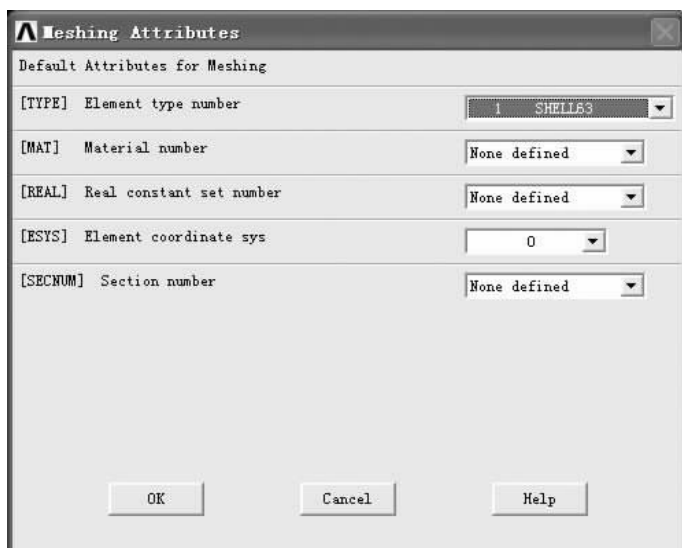 Meshing Attributes
Default Attributes for Meshing
[TYPE] Element type number 1 SHELL63
[MAT] Material number None defined
[REAL] Real constant set number None defined
[ESYS] Element coordinate sys 0
[SECNUM] Section number None defined
OK Cancel Help